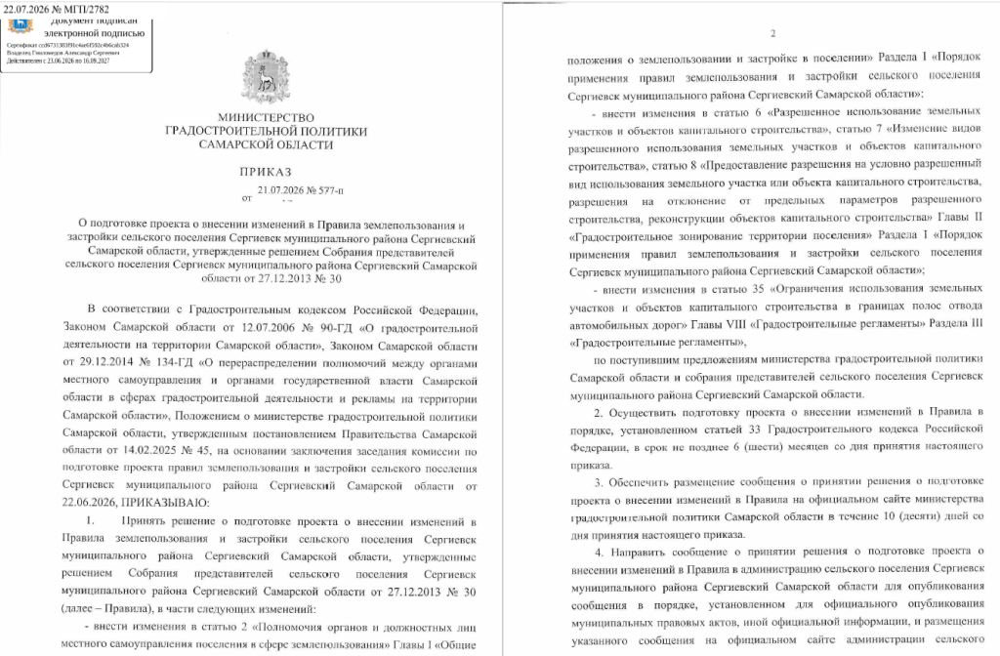 22.07.2026 № МГП/2782
Документ подписан
электронной подписью
Владелец Гниломедов Александр Сергеевич
Действителен с 23.06.2026 по 16.09.2027
МИНИСТЕРСТВО
ГРАДОСТРОИТЕЛЬНОЙ ПОЛИТИКИ
САМАРСКОЙ ОБЛАСТИ
ПРИКАЗ
от 21.07.2026 № 577-п
О подготовке проекта о внесении изменений в Правила землепользования и
застройки сельского поселения Сергиевск муниципального района Сергиевский
Самарской области, утвержденные решением Собрания представителей
сельского поселения Сергиевск муниципального района Сергиевский Самарской
области от 27.12.2013 № 30
В соответствии с Градостроительным кодексом Российской Федерации,
Законом Самарской области от 12.07.2006 № 90-ГД «О градостроительной
деятельности на территории Самарской области», Законом Самарской области
от 29.12.2014 № 134-ГД «О перераспределении полномочий между органами
местного самоуправления и органами государственной власти Самарской
области в сферах градостроительной деятельности и рекламы на территории
Самарской области», Положением о министерстве градостроительной политики
Самарской области, утвержденным постановлением Правительства Самарской
области от 14.02.2025 № 45, на основании заключения заседания комиссии по
подготовке проекта правил землепользования и застройки сельского поселения
Сергиевск муниципального района Сергиевский Самарской области от
22.06.2026, ПРИКАЗЫВАЮ:
1. Принять решение о подготовке проекта о внесении изменений в
Правила землепользования и застройки сельского поселения Сергиевск
муниципального района Сергиевский Самарской области, утвержденные
решением Собрания представителей сельского поселения Сергиевск
муниципального района Сергиевский Самарской области от 27.12.2013 № 30
(далее – Правила), в части следующих изменений:
- внести изменения в статью 2 «Полномочия органов и должностных лиц
местного самоуправления поселения в сфере землепользования» Главы I «Общие
2
положения о землепользовании и застройке в поселении» Раздела I «Порядок
применения правил землепользования и застройки сельского поселения
Сергиевск муниципального района Сергиевский Самарской области»;
- внести изменения в статью 6 «Разрешенное использование земельных
участков и объектов капитального строительства», статью 7 «Изменение видов
разрешенного использования земельных участков и объектов капитального
строительства», статью 8 «Предоставление разрешения на условно разрешенный
вид использования земельного участка или объекта капитального строительства,
разрешения на отклонение от предельных параметров разрешенного
строительства, реконструкции объектов капитального строительства» Главы II
«Градостроительное зонирование территории поселения» Раздела I «Порядок
применения правил землепользования и застройки сельского поселения
Сергиевск муниципального района Сергиевский Самарской области»;
- внести изменения в статью 35 «Ограничения использования земельных
участков и объектов капитального строительства в границах полос отвода
автомобильных дорог» Главы VIII «Градостроительные регламенты» Раздела III
«Градостроительные регламенты»,
по поступившим предложениям министерства градостроительной политики
Самарской области и собрания представителей сельского поселения Сергиевск
муниципального района Сергиевский Самарской области.
2. Осуществить подготовку проекта о внесении изменений в Правила в
порядке, установленном статьей 33 Градостроительного кодекса Российской
Федерации, в срок не позднее 6 (шести) месяцев со дня принятия настоящего
приказа.
3. Обеспечить размещение сообщения о принятии решения о подготовке
проекта о внесении изменений в Правила на официальном сайте министерства
градостроительной политики Самарской области в течение 10 (десяти) дней со
дня принятия настоящего приказа.
4. Направить сообщение о принятии решения о подготовке проекта о
внесении изменений в Правила в администрацию сельского поселения Сергиевск
муниципального района Сергиевский Самарской области для опубликования
сообщения в порядке, установленном для официального опубликования
муниципальных правовых актов, иной официальной информации, и размещения
указанного сообщения на официальном сайте администрации сельского